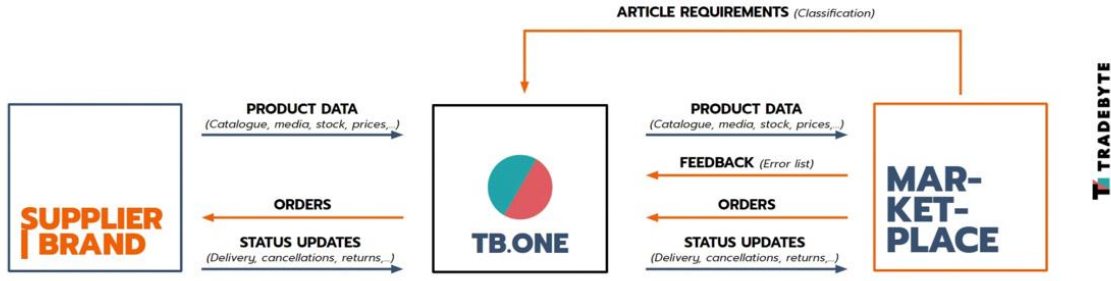 ARTICLE REQUIREMENTS (Classification)
PRODUCT DATA
(Catalogue, media, stock, prices,...)
ORDERS
STATUS UPDATES
(Delivery, cancellations, returns,...)
SUPPLIER
| BRAND
TB.ONE
PRODUCT DATA
(Catalogue, media, stock, prices,...)
FEEDBACK (Error list)
ORDERS
STATUS UPDATES
(Delivery, cancellations, returns,...)
MAR-
KET-
PLACE
TRADEBYTE